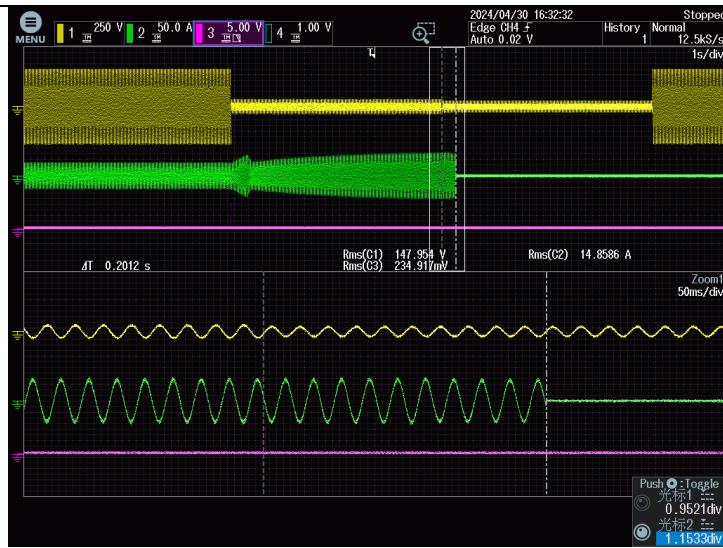 2024/04/30 16:32:32 Stopped
MENU 1 250 V 2 50.0 A 3 5.00 V 4 1.00 V Edge CH4 History Normal
Auto 0.02 V 1 12.5kS/s
1s/div
Rms(C1) 147.954 V Rms(C2) 14.8586 A
ΔT 0.2012 s Rms(C3) 234.917mV
Zoom1
50ms/div
Push :Toggle
光标1
0.9521div
光标2
1.1533div